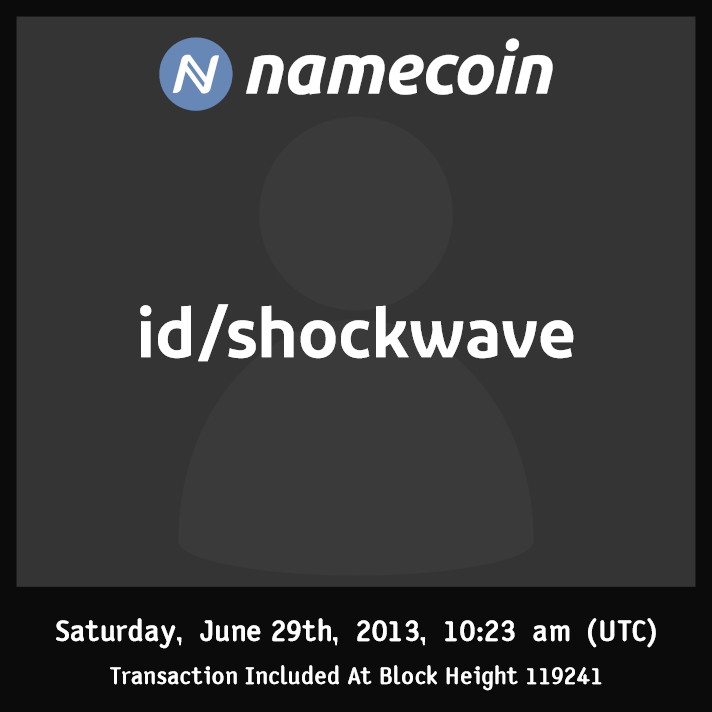 namecoin
id/shockwave
Saturday, June 29th, 2013, 10:23 am (UTC)
Transaction Included At Block Height 119241